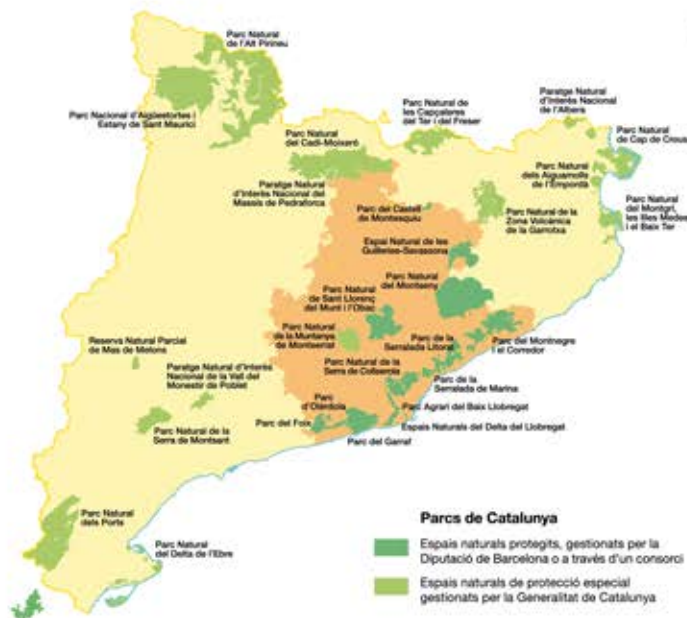 Parc Natural
de l'Alt Pirineu
Parc Nacional d'Aigüestortes i
Estany de Sant Maurici
Parc Natural
del Cadí-Moixeró
Parc Natural de
les Capçaleres
del Ter i del Freser
Paratge Natural
d'Interès Nacional
de l'Albera
Parc Natural
de Cap de Creus
Parc Natural
dels Aiguamolls
de l'Empordà
Parc Natural
del Montgrí,
les Illes Medes
i el Baix Ter
Paratge Natural
d'Interès Nacional del
Massís de Pedraforca
Parc del Castell
de Montesquiu
Parc Natural de la
Zona Volcànica
de la Garrotxa
Espai Natural de les
Guilleries-Savassona
Parc Natural
del Montseny
Parc Natural
de Sant Llorenç
del Munt i l'Obac
Parc Natural
de la Muntanya
de Montserrat
Parc de la
Serralada Litoral
Parc del Montnegre
i el Corredor
Reserva Natural Parcial
de Mas de Melons
Paratge Natural d'Interès
Nacional de la Vall del
Monestir de Poblet
Parc Natural de la
Serra de Collserola
Parc de la
Serralada de Marina
Parc
d'Olèrdola
Parc Agrari del Baix Llobregat
Parc del Foix
Espais Naturals del Delta del Llobregat
Parc del Garraf
Parc Natural de la
Serra de Montsant
Parc Natural
dels Ports
Parc Natural
del Delta de l'Ebre
Parcs de Catalunya
Espais naturals protegits, gestionats per la
Diputació de Barcelona o a través d'un consorci
Espais naturals de protecció especial
gestionats per la Generalitat de Catalunya